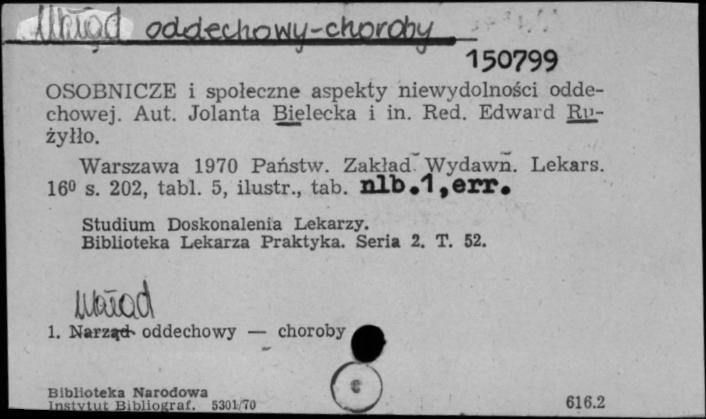 Układ oddechowy-choroby
150799
OSOBNICZE i społeczne aspekty niewydolności odde-
chowej. Aut. Jolanta Bielecka i in. Red. Edward Ru-
żyłło.
Warszawa 1970 Państw. Zakład Wydawn. Lekars.
16⁰ s. 202, tabl. 5, ilustr., tab. nlb.1,err.
Studium Doskonalenia Lekarzy.
Biblioteka Lekarza Praktyka. Seria 2. T. 52.
Układ
1. Narząd oddechowy — choroby
Biblioteka Narodowa
Instytut Bibliograf. 5301/70
616.2